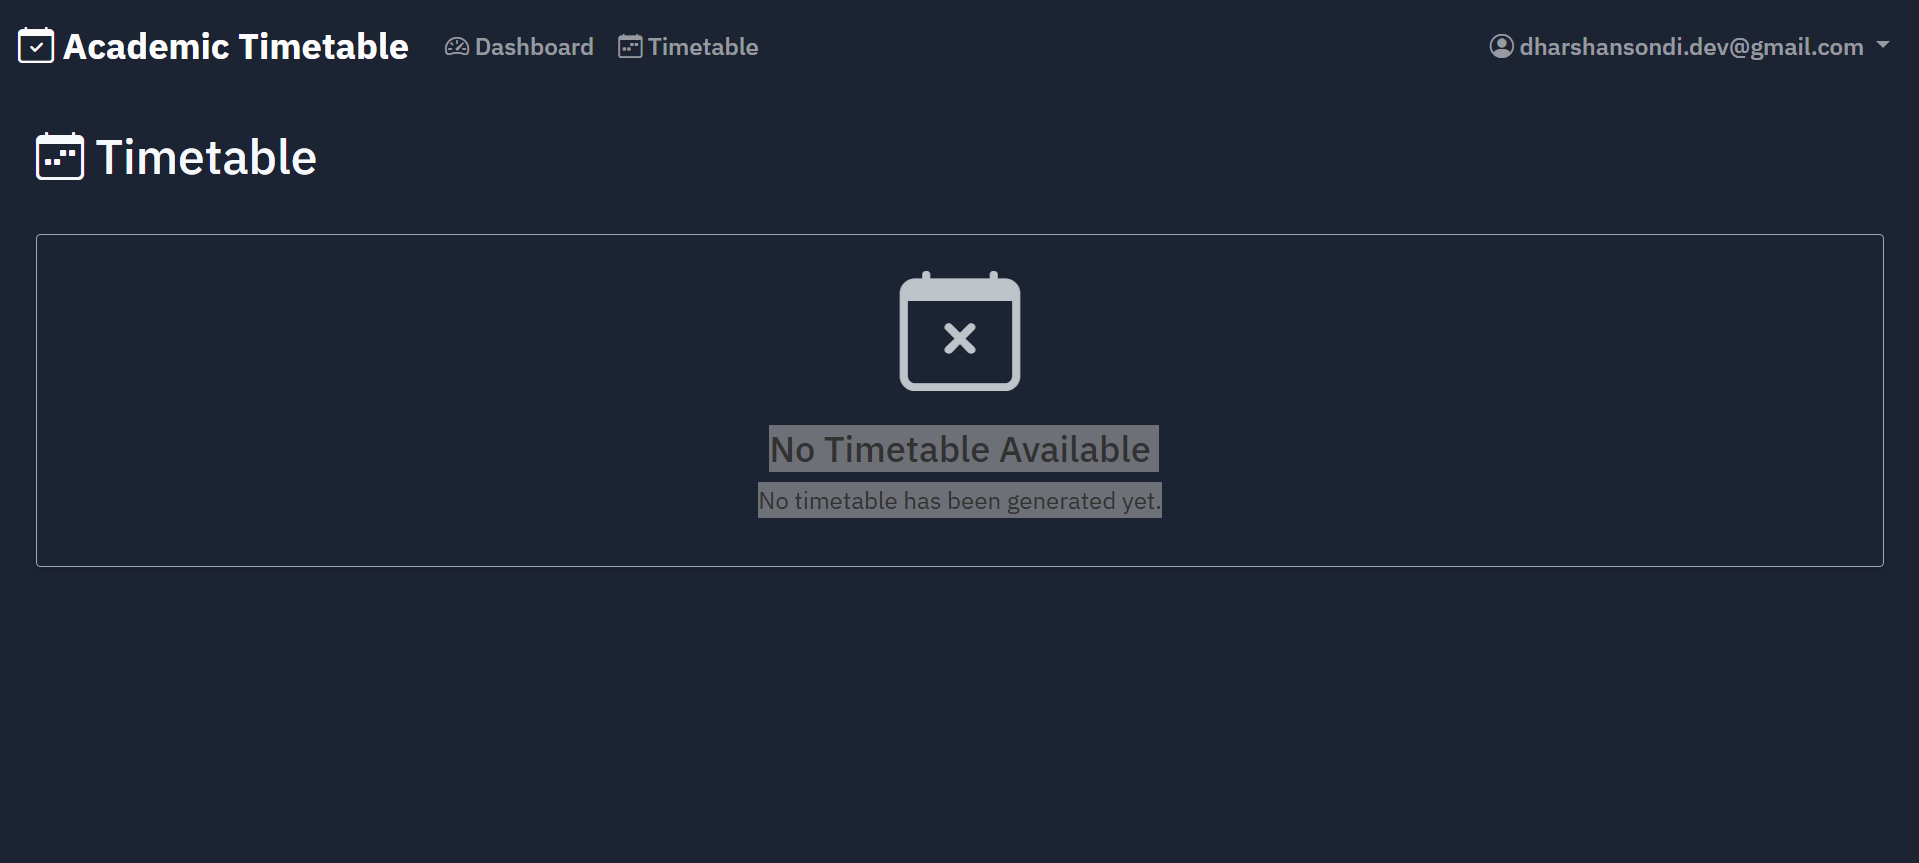 Academic Timetable Dashboard Timetable dharshansondi.dev@gmail.com
Timetable
No Timetable Available
No timetable has been generated yet.